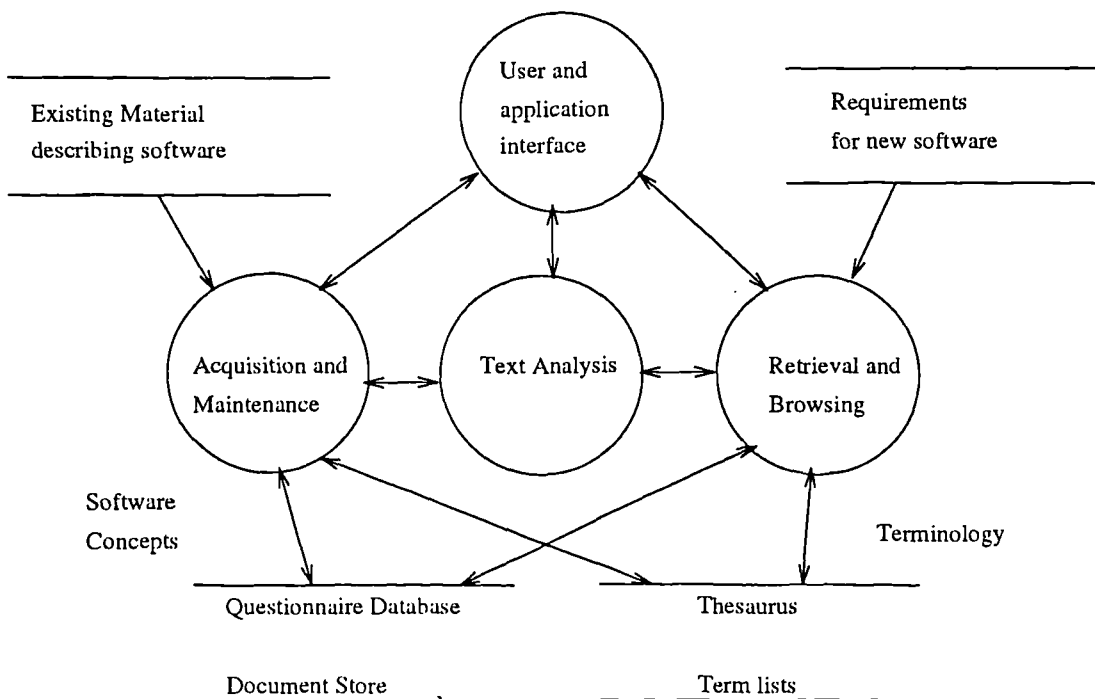 User and
application
interface
Existing Material
describing software
Requirements
for new software
Acquisition and
Maintenance
Text Analysis
Retrieval and
Browsing
Software
Concepts
Terminology
Questionnaire Database
Thesaurus
Document Store
Term lists